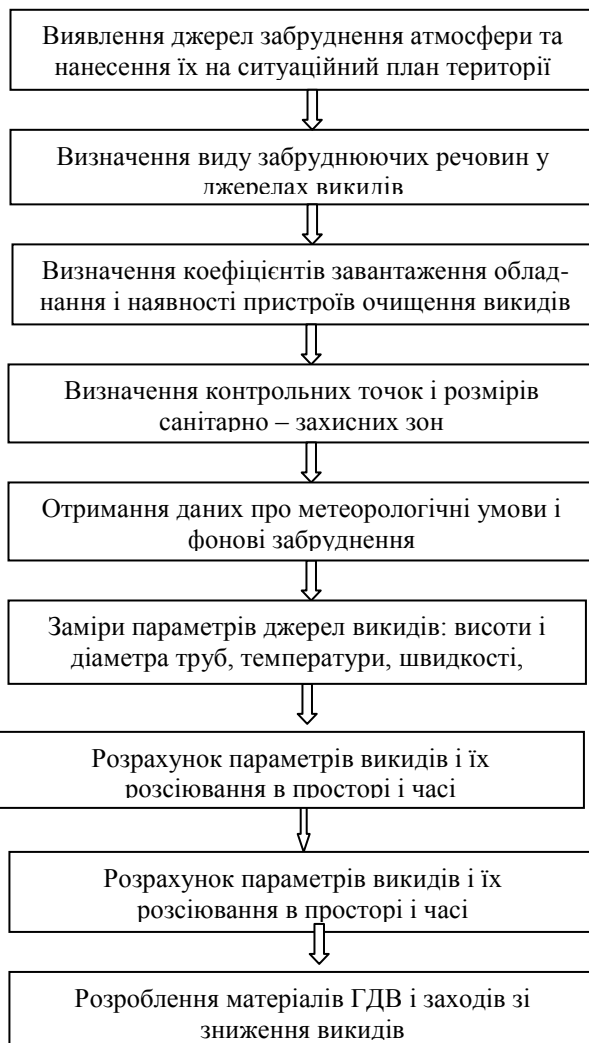 Виявлення джерел забруднення атмосфери та
нанесення їх на ситуаційний план території
Визначення виду забруднюючих речовин у
джерелах викидів
Визначення коефіцієнтів завантаження облад-
нання і наявності пристроїв очищення викидів
Визначення контрольних точок і розмірів
санітарно – захисних зон
Отримання даних про метеорологічні умови і
фонові забруднення
Заміри параметрів джерел викидів: висоти і
діаметра труб, температури, швидкості,
Розрахунок параметрів викидів і їх
розсіювання в просторі і часі
Розрахунок параметрів викидів і їх
розсіювання в просторі і часі
Розроблення матеріалів ГДВ і заходів зі
зниження викидів